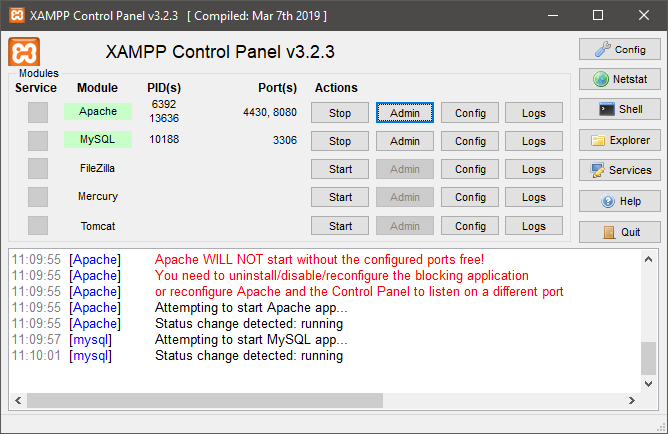 XAMPP Control Panel v3.2.3 [ Compiled: Mar 7th 2019 ]
XAMPP Control Panel v3.2.3
Config
Modules
Service Module PID(s) Port(s) Actions
Netstat
Apache 6392 13636 4430, 8080 Stop Admin Config Logs
Shell
MySQL 10188 3306 Stop Admin Config Logs
Explorer
FileZilla Start Admin Config Logs
Services
Mercury Start Admin Config Logs
Help
Tomcat Start Admin Config Logs
Quit
11:09:55 [Apache] Apache WILL NOT start without the configured ports free!
11:09:55 [Apache] You need to uninstall/disable/reconfigure the blocking application
11:09:55 [Apache] or reconfigure Apache and the Control Panel to listen on a different port
11:09:55 [Apache] Attempting to start Apache app...
11:09:55 [Apache] Status change detected: running
11:09:57 [mysql] Attempting to start MySQL app...
11:10:01 [mysql] Status change detected: running